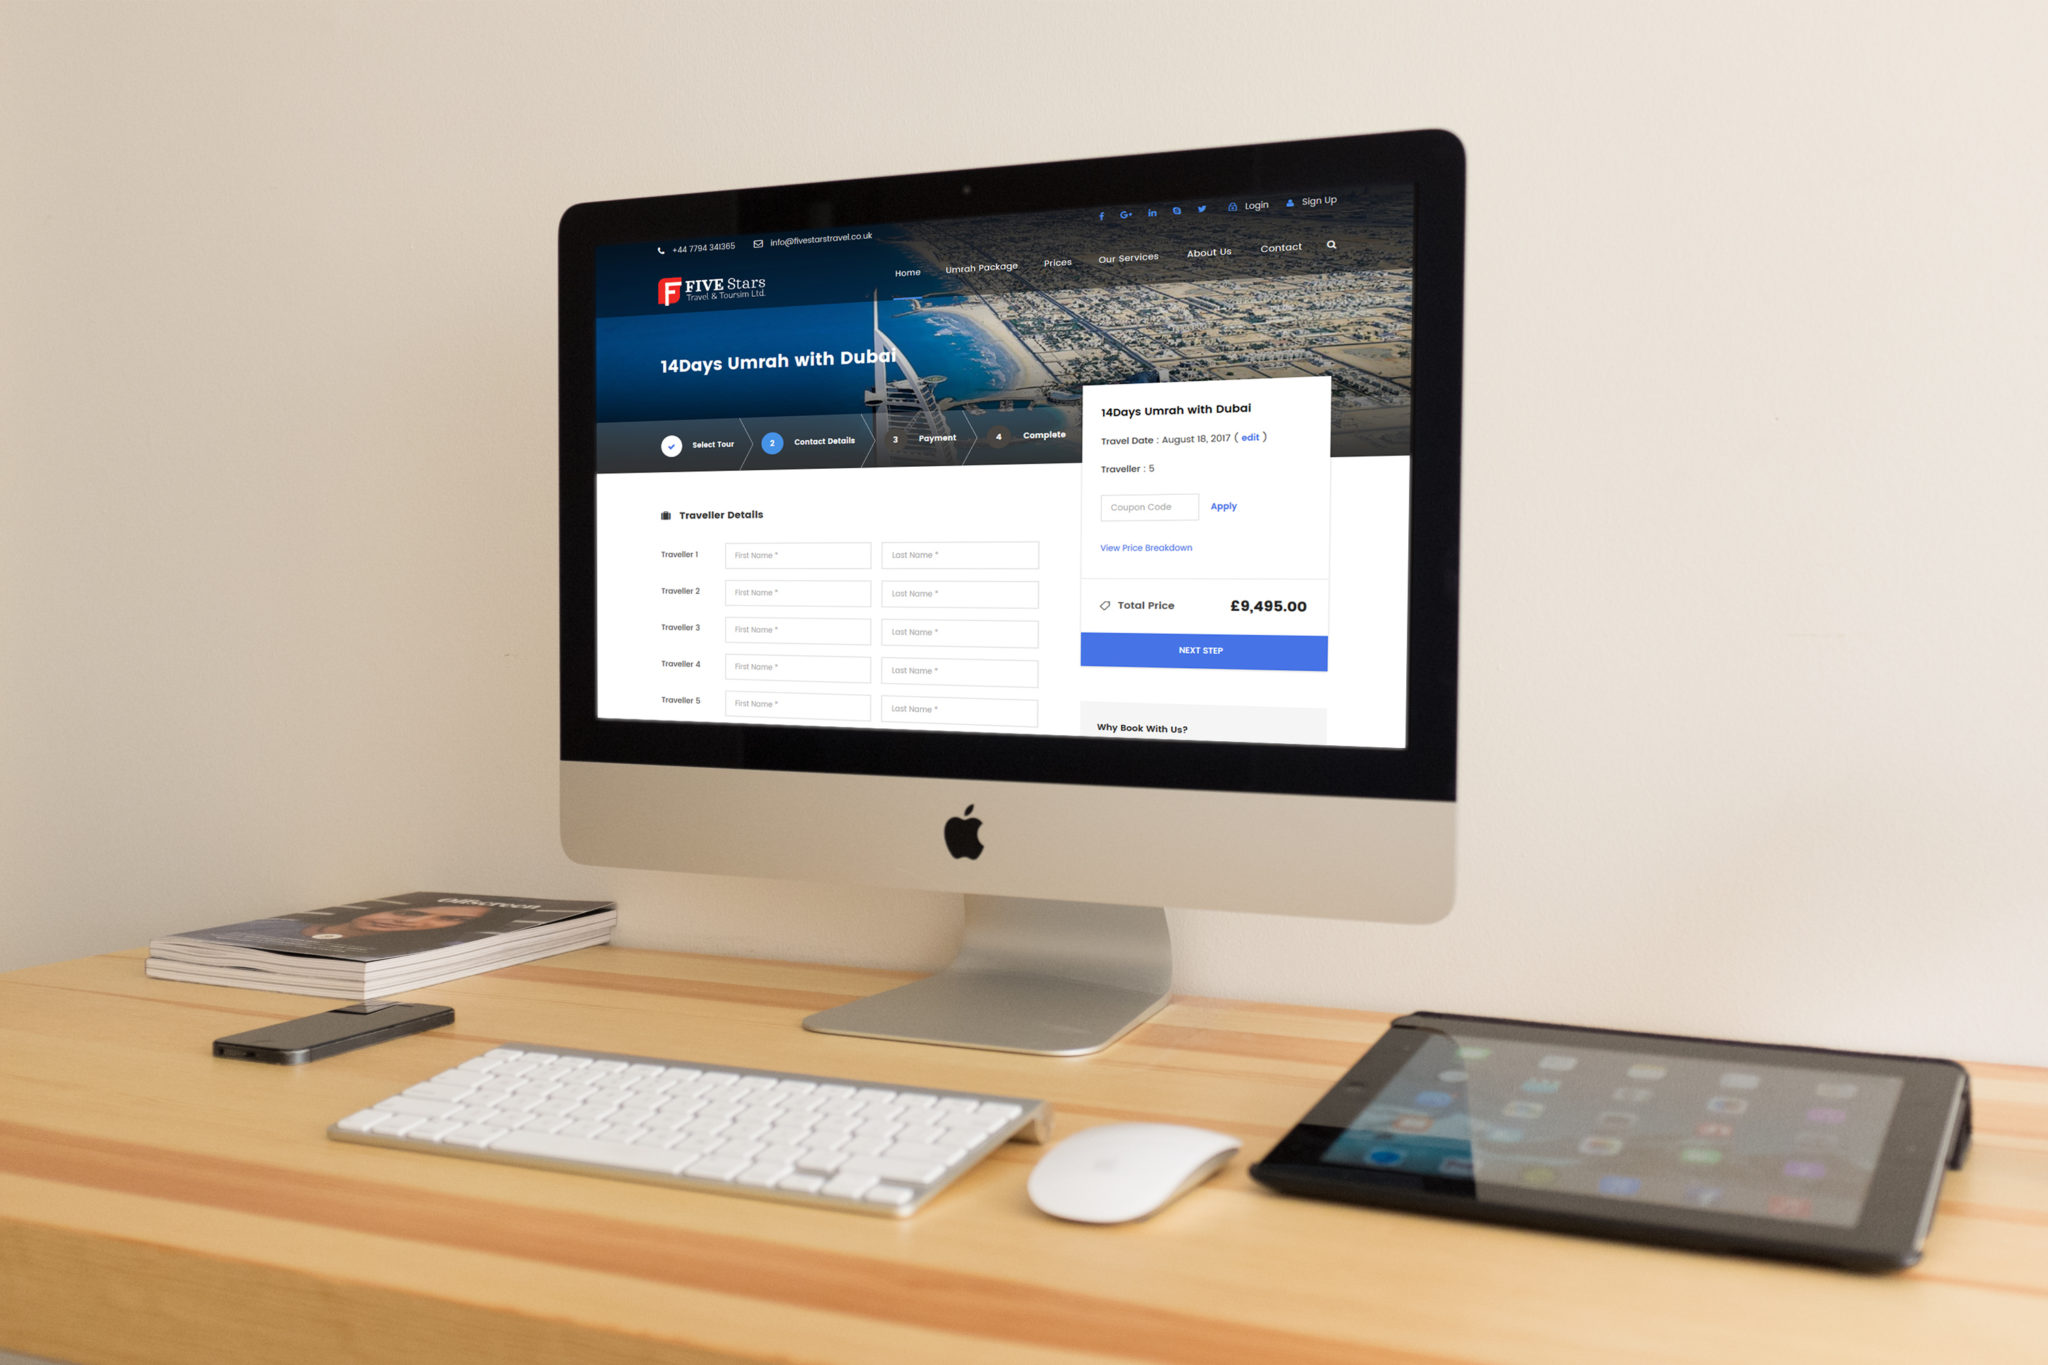 +44 7794 341365 info@fivestarstravel.co.uk Login Sign Up
FIVE Stars
Travel & Toursim Ltd.
Home Umrah Package Prices Our Services About Us Contact
14Days Umrah with Dubai
Select Tour 2 Contact Details 3 Payment 4 Complete
14Days Umrah with Dubai
Travel Date : August 18, 2017 ( edit )
Traveller : 5
Coupon Code Apply
View Price Breakdown
Total Price £9,495.00
NEXT STEP
Why Book With Us?
Traveller Details
Traveller 1 First Name * Last Name *
Traveller 2 First Name * Last Name *
Traveller 3 First Name * Last Name *
Traveller 4 First Name * Last Name *
Traveller 5 First Name * Last Name *
Offscreen